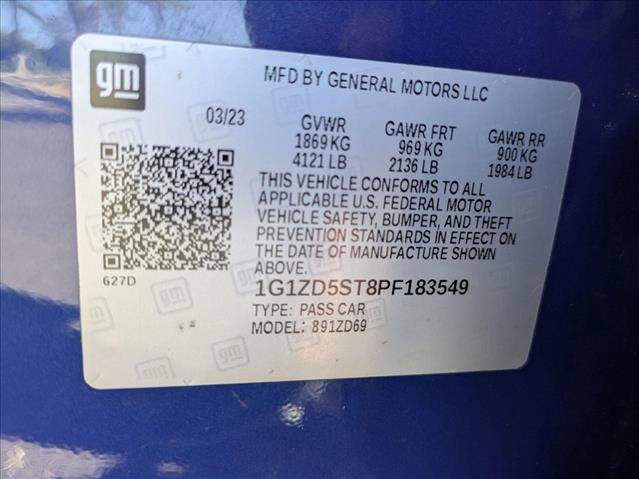 gm
MFD BY GENERAL MOTORS LLC
03/23
GVWR GAWR FRT GAWR RR
1869 KG 969 KG 900 KG
4121 LB 2136 LB 1984 LB
THIS VEHICLE CONFORMS TO ALL
APPLICABLE U.S. FEDERAL MOTOR
VEHICLE SAFETY, BUMPER, AND THEFT
PREVENTION STANDARDS IN EFFECT ON
THE DATE OF MANUFACTURE SHOWN
ABOVE.
627D
1G1ZD5ST8PF183549
TYPE: PASS CAR
MODEL: 891ZD69